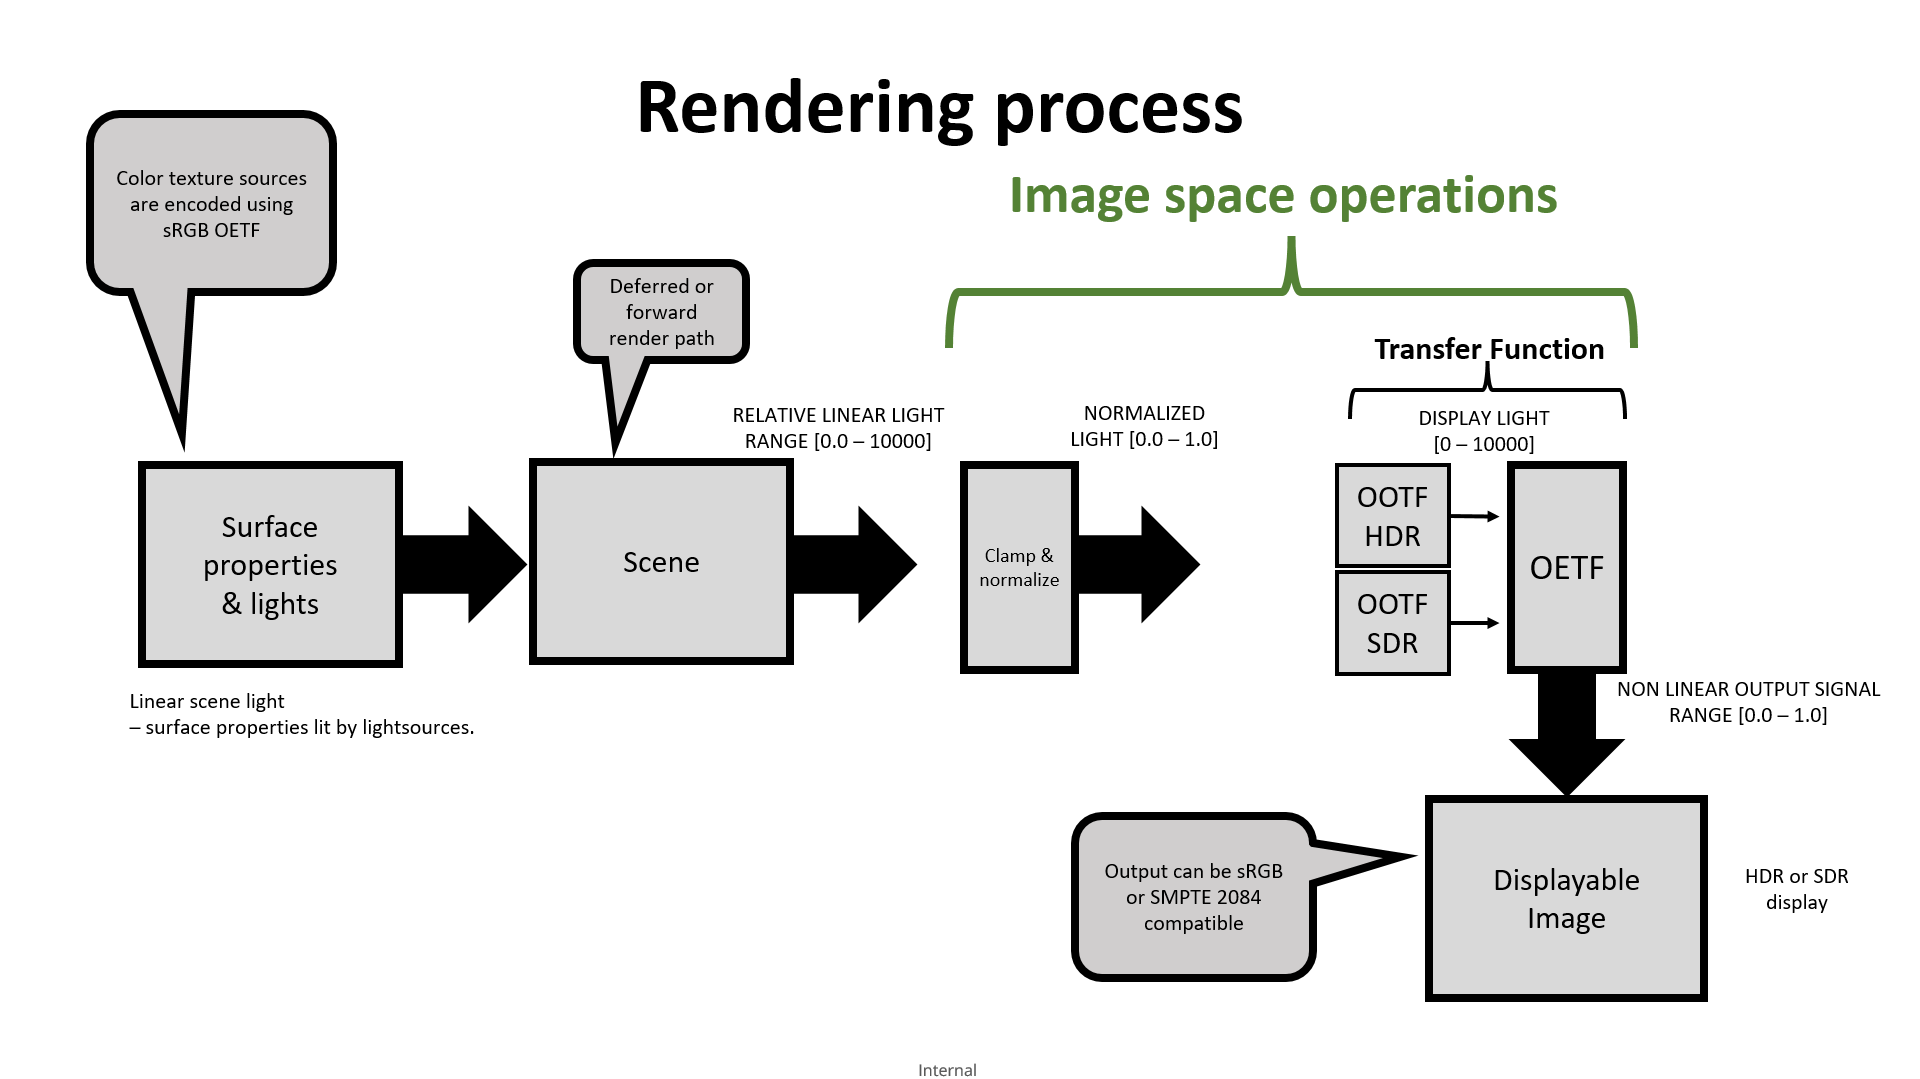 Rendering process
Image space operations
Color texture sources
are encoded using
sRGB OETF
Deferred or
forward
render path
Transfer Function
RELATIVE LINEAR LIGHT
RANGE [0.0 – 10000]
NORMALIZED
LIGHT [0.0 – 1.0]
DISPLAY LIGHT
[0 – 10000]
Surface
properties
& lights
Scene
Clamp &
normalize
OOTF
HDR
OOTF
SDR
OETF
Linear scene light
– surface properties lit by lightsources.
NON LINEAR OUTPUT SIGNAL
RANGE [0.0 – 1.0]
Output can be sRGB
or SMPTE 2084
compatible
Displayable
Image
HDR or SDR
display
Internal